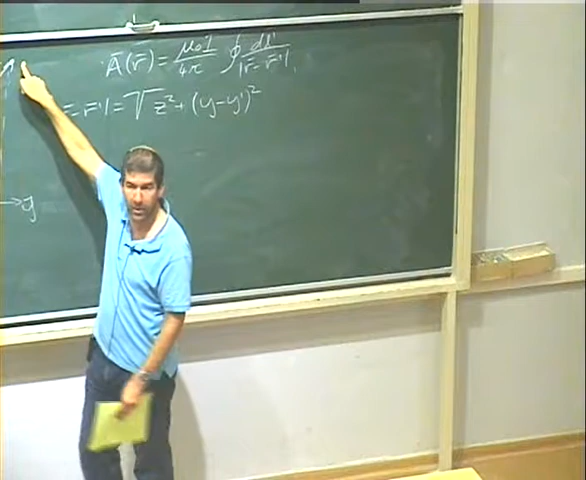 Ā(r̄) = μ₀I/4π ∮ dl̄'/|r̄ - r̄'|
= r̄'| = √z² + (y-y')²
→y